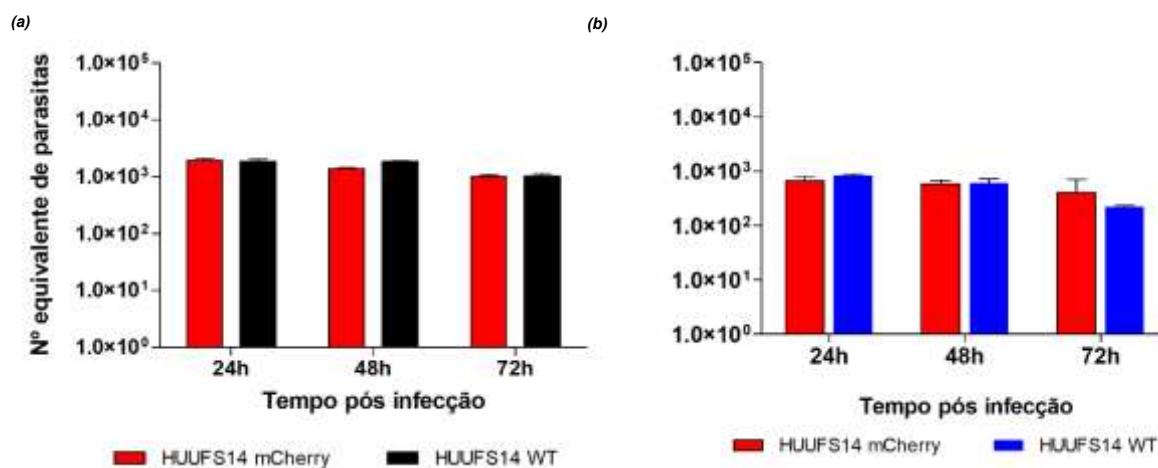 (a)
Nº equivalente de parasitas
1.0×10⁵
1.0×10⁴
1.0×10³
1.0×10²
1.0×10¹
1.0×10⁰
24h 48h 72h
Tempo pós infecção
HUUFS14 mCherry HUUFS14 WT
(b)
1.0×10⁵
1.0×10⁴
1.0×10³
1.0×10²
1.0×10¹
1.0×10⁰
24h 48h 72h
Tempo pós infecção
HUUFS14 mCherry HUUFS14 WT